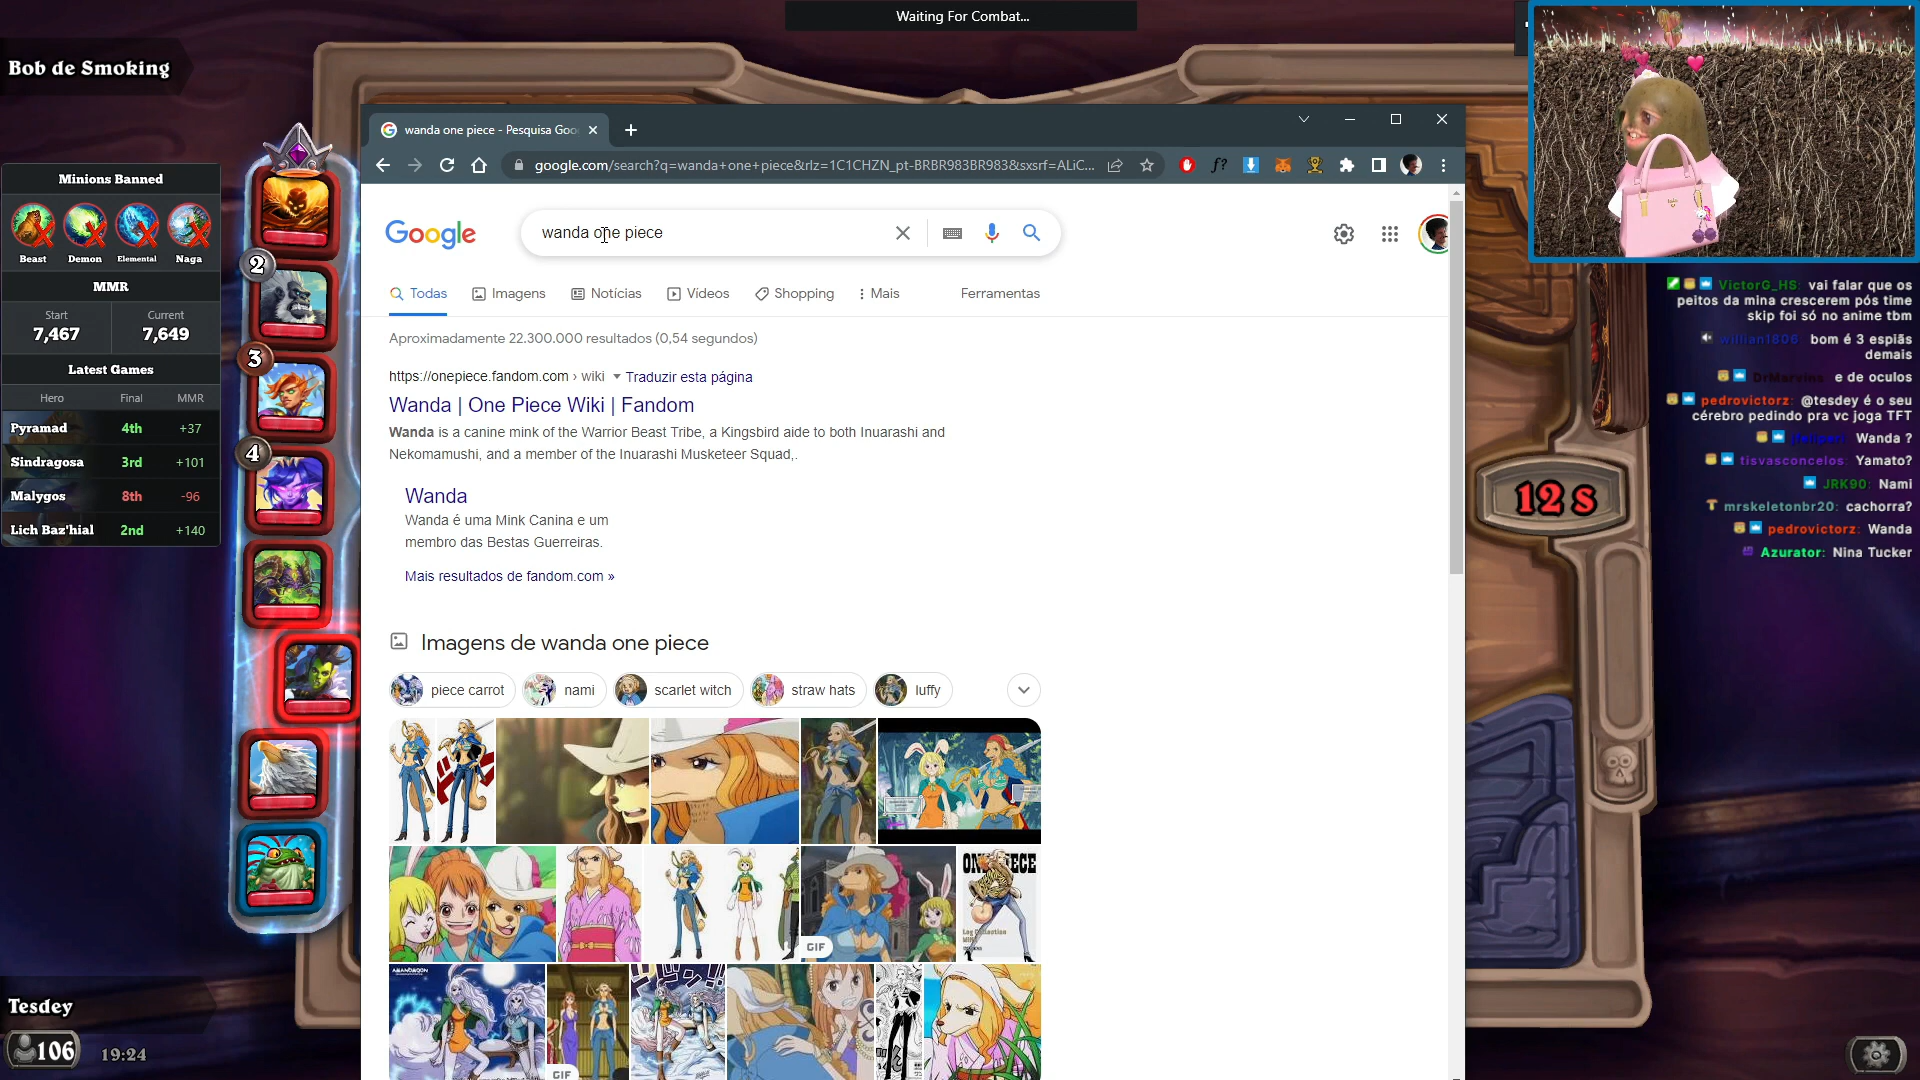 Waiting For Combat...
Bob de Smoking
Minions Banned
Beast Demon Elemental Naga
MMR
Start Current
7,467 7,649
Latest Games
Hero Final MMR
Pyramad 4th +37
Sindragosa 3rd +101
Malygos 8th -96
Lich Baz'hial 2nd +140
2
3
4
Tesdey
106 19:24
wanda one piece - Pesquisa Goo
google.com/search?q=wanda+one+piece&rlz=1C1CHZN_pt-BRBR983BR983&sxsrf=ALiC...
Google
wanda one piece
Todas Imagens Notícias Vídeos Shopping Mais Ferramentas
Aproximadamente 22.300.000 resultados (0,54 segundos)
https://onepiece.fandom.com › wiki Traduzir esta página
Wanda | One Piece Wiki | Fandom
Wanda is a canine mink of the Warrior Beast Tribe, a Kingsbird aide to both Inuarashi and
Nekomamushi, and a member of the Inuarashi Musketeer Squad,.
Wanda
Wanda é uma Mink Canina e um
membro das Bestas Guerreiras.
Mais resultados de fandom.com »
Imagens de wanda one piece
piece carrot nami scarlet witch straw hats luffy
GIF
GIF
12 s
VictorG_HS: vai falar que os
peitos da mina crescerem pós time
skip foi só no anime tbm
willian1806: bom é 3 espiãs
demais
DrMarvins: e de oculos
pedrovictorz: @tesdey é o seu
cérebro pedindo pra vc joga TFT
Wanda ?
tisvasconcelos: Yamato?
JRK90: Nami
mrskeletonbr20: cachorra?
pedrovictorz: Wanda
Azurator: Nina Tucker